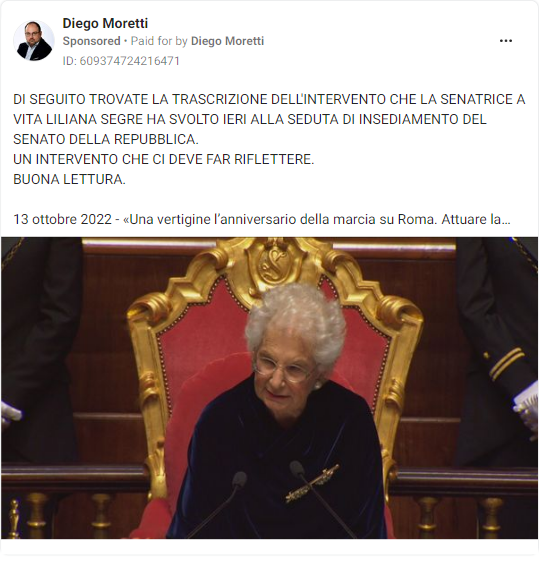 Diego Moretti
Sponsored • Paid for by Diego Moretti
ID: 609374724216471
DI SEGUITO TROVATE LA TRASCRIZIONE DELL'INTERVENTO CHE LA SENATRICE A
VITA LILIANA SEGRE HA SVOLTO IERI ALLA SEDUTA DI INSEDIAMENTO DEL
SENATO DELLA REPUBBLICA.
UN INTERVENTO CHE CI DEVE FAR RIFLETTERE.
BUONA LETTURA.
13 ottobre 2022 - «Una vertigine l’anniversario della marcia su Roma. Attuare la...